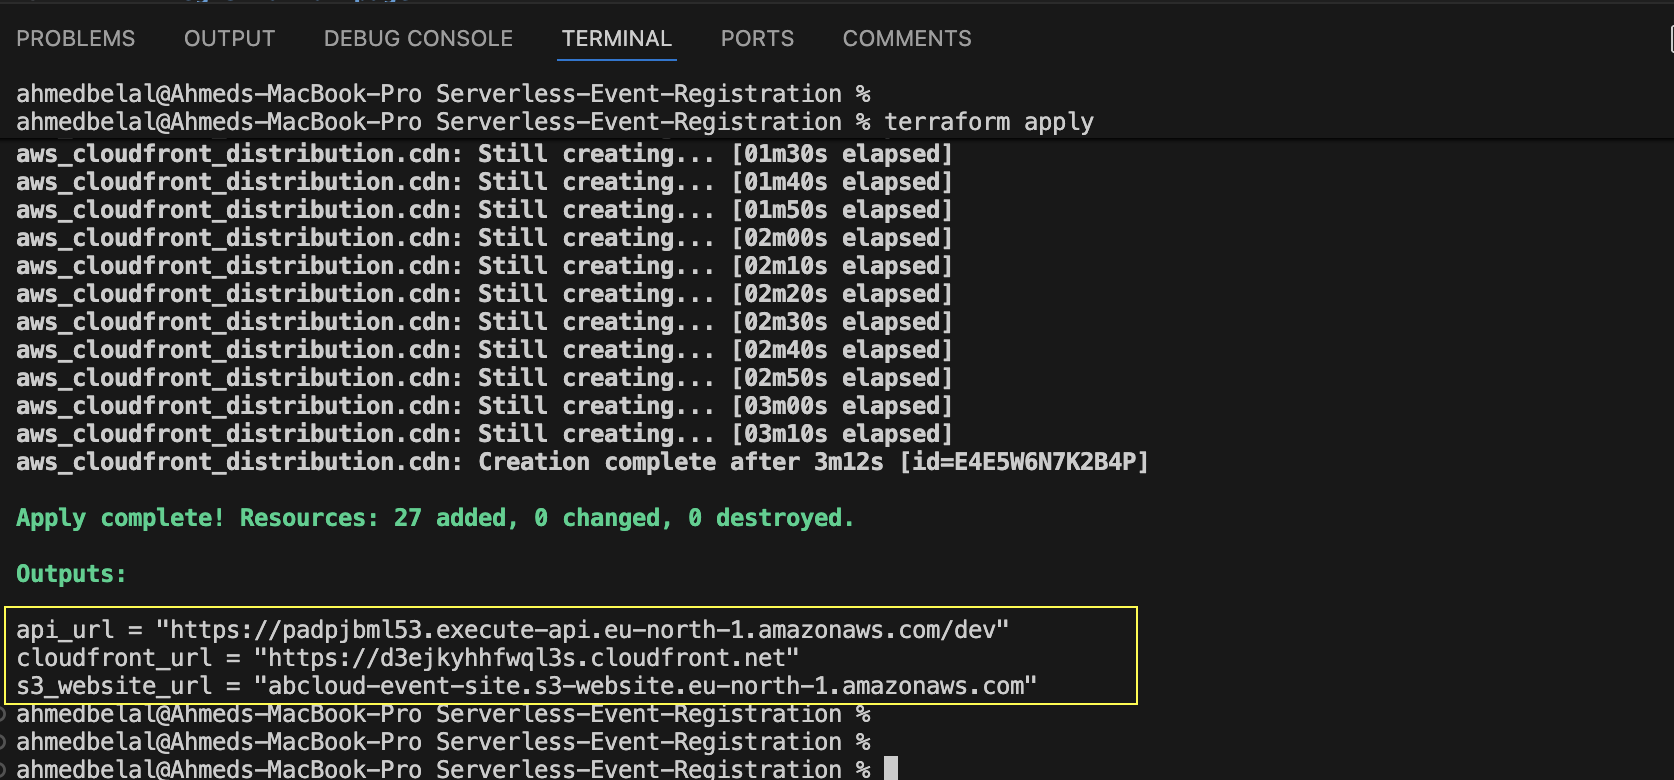 PROBLEMS OUTPUT DEBUG CONSOLE TERMINAL PORTS COMMENTS
ahmedbelal@Ahmeds-MacBook-Pro Serverless-Event-Registration %
ahmedbelal@Ahmeds-MacBook-Pro Serverless-Event-Registration % terraform apply
aws_cloudfront_distribution.cdn: Still creating... [01m30s elapsed]
aws_cloudfront_distribution.cdn: Still creating... [01m40s elapsed]
aws_cloudfront_distribution.cdn: Still creating... [01m50s elapsed]
aws_cloudfront_distribution.cdn: Still creating... [02m00s elapsed]
aws_cloudfront_distribution.cdn: Still creating... [02m10s elapsed]
aws_cloudfront_distribution.cdn: Still creating... [02m20s elapsed]
aws_cloudfront_distribution.cdn: Still creating... [02m30s elapsed]
aws_cloudfront_distribution.cdn: Still creating... [02m40s elapsed]
aws_cloudfront_distribution.cdn: Still creating... [02m50s elapsed]
aws_cloudfront_distribution.cdn: Still creating... [03m00s elapsed]
aws_cloudfront_distribution.cdn: Still creating... [03m10s elapsed]
aws_cloudfront_distribution.cdn: Creation complete after 3m12s [id=E4E5W6N7K2B4P]
Apply complete! Resources: 27 added, 0 changed, 0 destroyed.
Outputs:
api_url = "https://padpjbml53.execute-api.eu-north-1.amazonaws.com/dev"
cloudfront_url = "https://d3ejkyhhfwql3s.cloudfront.net"
s3_website_url = "abcloud-event-site.s3-website.eu-north-1.amazonaws.com"
ahmedbelal@Ahmeds-MacBook-Pro Serverless-Event-Registration %
ahmedbelal@Ahmeds-MacBook-Pro Serverless-Event-Registration %
ahmedbelal@Ahmeds-MacBook-Pro Serverless-Event-Registration %